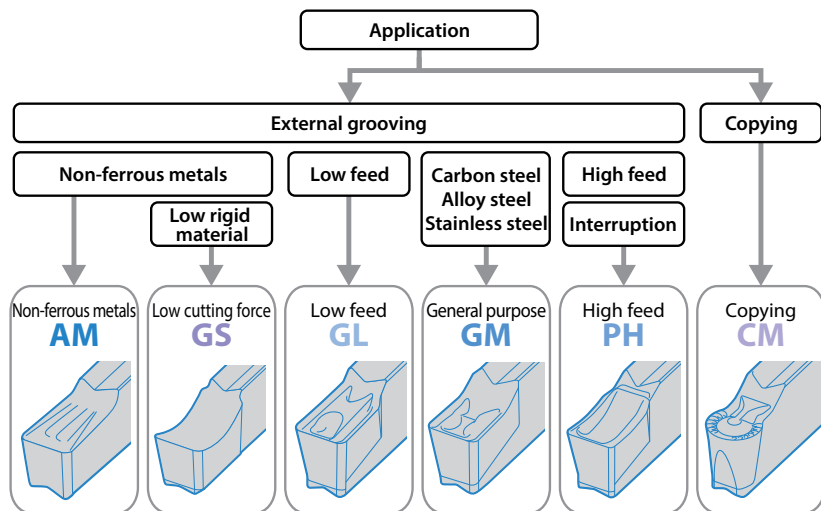 Application
External grooving
Copying
Non-ferrous metals
Low feed
Carbon steel
Alloy steel
Stainless steel
High feed
Low rigid
material
Interruption
Non-ferrous metals
AM
Low cutting force
GS
Low feed
GL
General purpose
GM
High feed
PH
Copying
CM